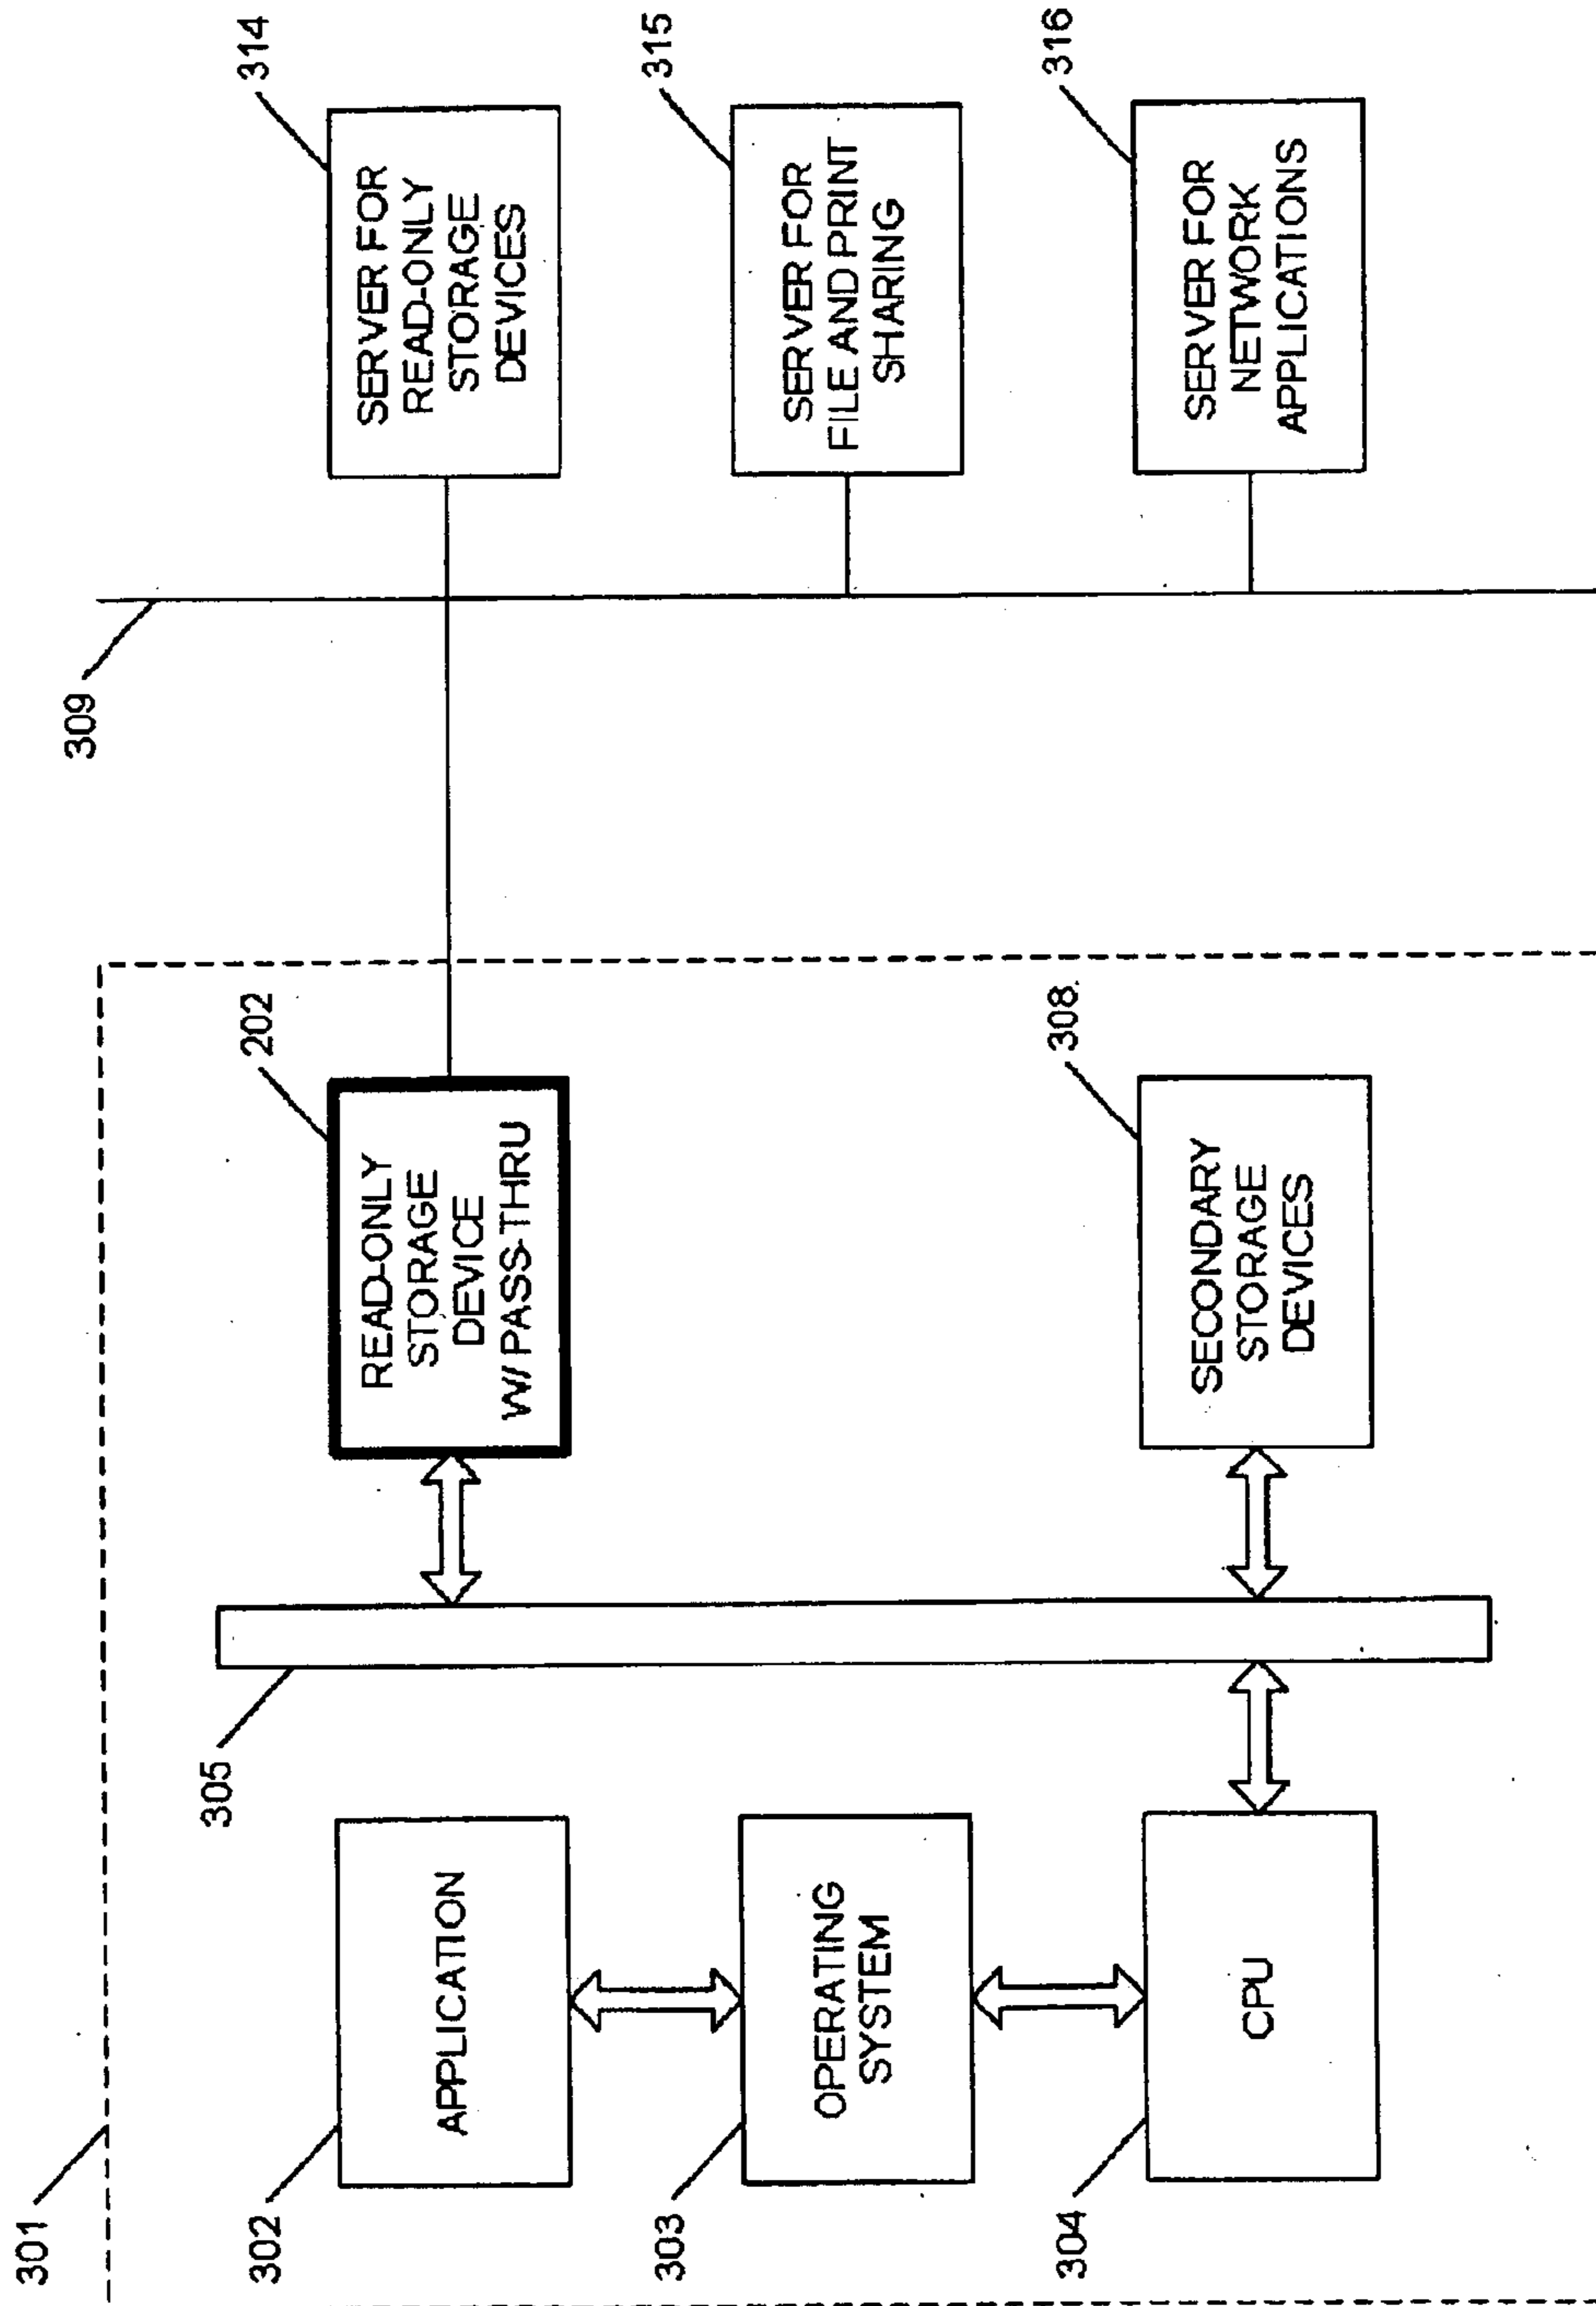 301
302
APPLICATION
303
OPERATING
SYSTEM
304
CPU
305
202
READ-ONLY
STORAGE
DEVICE
W/ PASS-THRU
308
SECONDARY
STORAGE
DEVICES
309
314
SERVER FOR
READ-ONLY
STORAGE
DEVICES
315
SERVER FOR
FILE AND PRINT
SHARING
316
SERVER FOR
NETWORK
APPLICATIONS